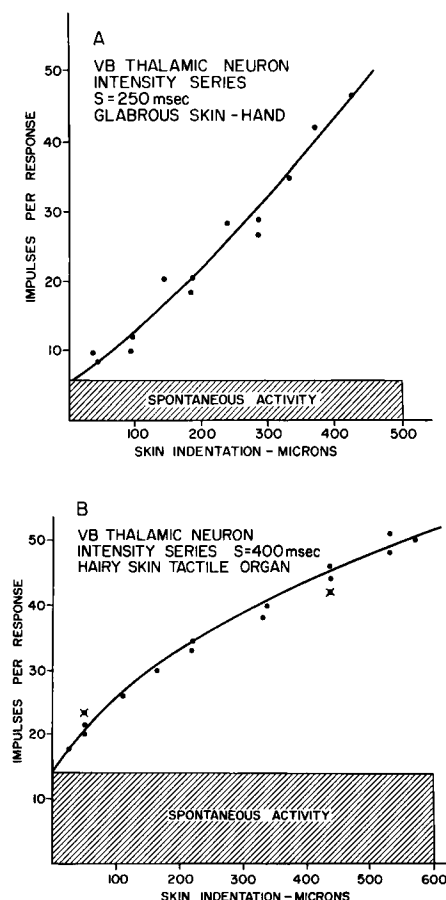 A
VB THALAMIC NEURON
INTENSITY SERIES
S = 250 msec
GLABROUS SKIN - HAND
50
40
30
20
10
IMPULSES PER RESPONSE
SPONTANEOUS ACTIVITY
100 200 300 400 500
SKIN INDENTATION - MICRONS
B
VB THALAMIC NEURON
INTENSITY SERIES S=400 msec
HAIRY SKIN TACTILE ORGAN
50
40
30
20
10
IMPULSES PER RESPONSE
SPONTANEOUS ACTIVITY
100 200 300 400 500 600
SKIN INDENTATION-MICRONS